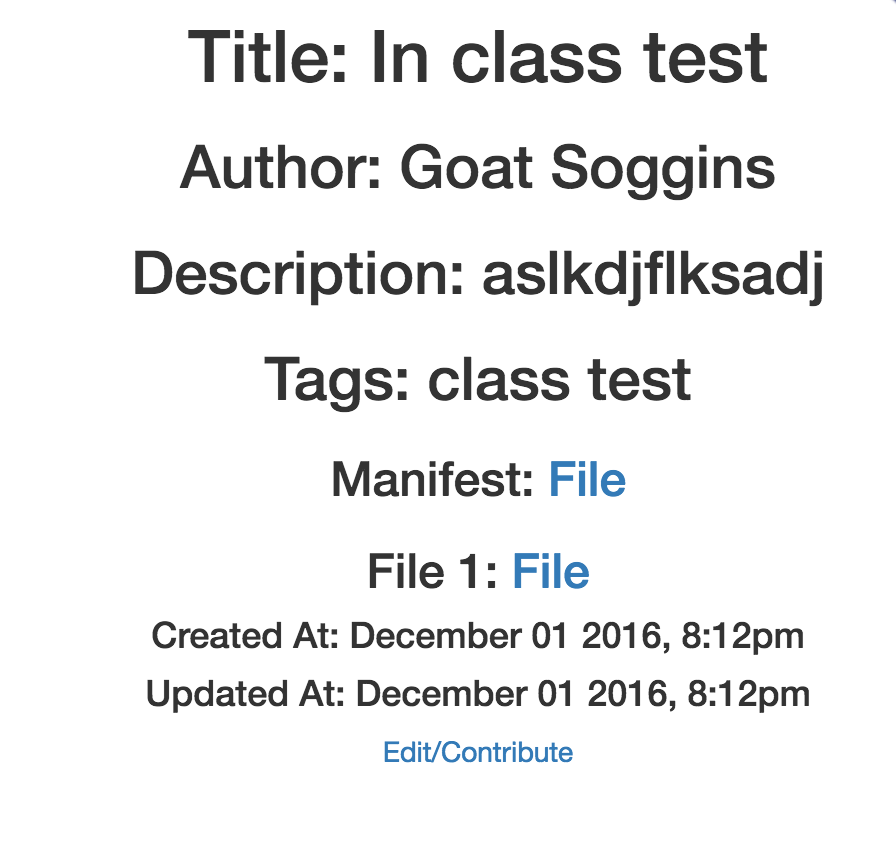 Title: In class test
Author: Goat Soggins
Description: aslkdjflksadj
Tags: class test
Manifest: File
File 1: File
Created At: December 01 2016, 8:12pm
Updated At: December 01 2016, 8:12pm
Edit/Contribute